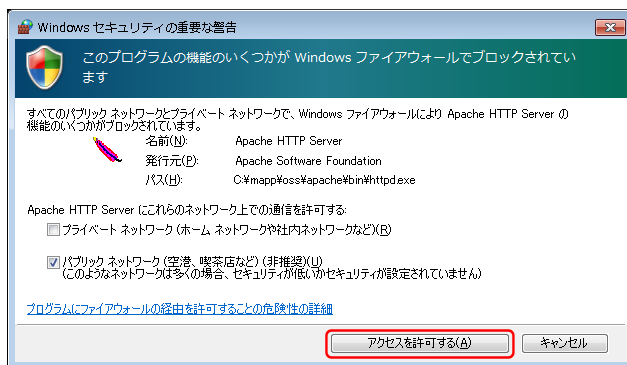 Windows セキュリティの重要な警告
このプログラムの機能のいくつかが Windows ファイアウォールでブロックされてい
ます
すべてのパブリック ネットワークとプライベート ネットワークで、Windows ファイアウォールにより Apache HTTP Server の
機能のいくつかがブロックされています。
名前(N): Apache HTTP Server
発行元(P): Apache Software Foundation
パス(H): C:¥mapp¥oss¥apache¥bin¥httpd.exe
Apache HTTP Server にこれらのネットワーク上での通信を許可する:
プライベート ネットワーク (ホーム ネットワークや社内ネットワークなど)(R)
パブリック ネットワーク (空港、喫茶店など) (非推奨)(U)
(このようなネットワークは多くの場合、セキュリティが低いかセキュリティが設定されていません)
プログラムにファイアウォールの経由を許可することの危険性の詳細
アクセスを許可する(A) キャンセル